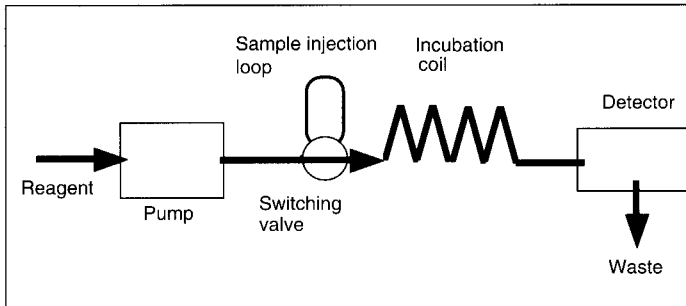 Sample injection
loop
Incubation
coil
Detector
Reagent
Pump
Switching
valve
Waste